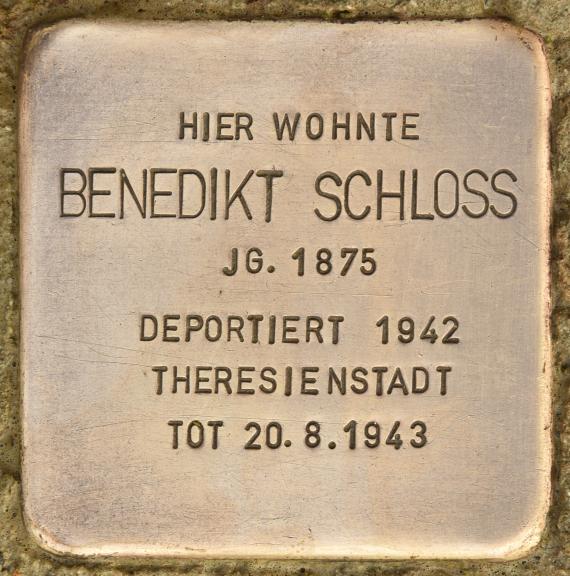 HIER WOHNTE
BENEDIKT SCHLOSS
JG. 1875
DEPORTIERT 1942
THERESIENSTADT
TOT 20.8.1943